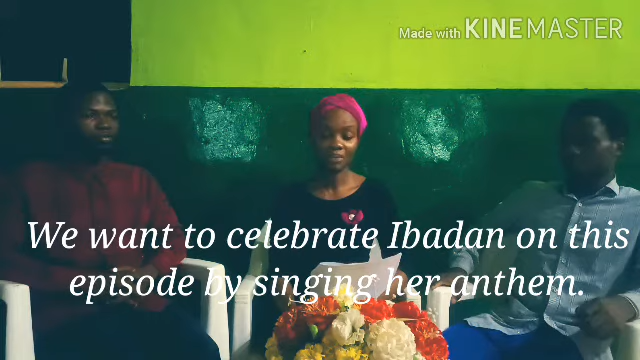 Made with KINEMASTER
We want to celebrate Ibadan on this
episode by singing her anthem.